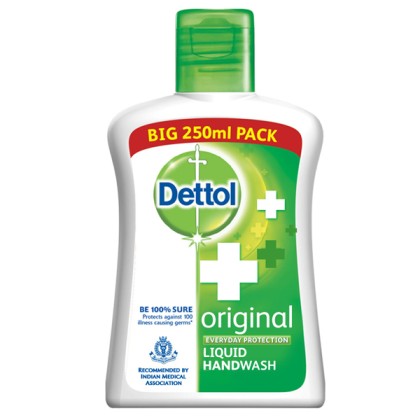 BIG 250ml PACK
Dettol
BE 100% SURE
Protects against 100
illness causing germs*
original
EVERYDAY PROTECTION
LIQUID
HANDWASH
RECOMMENDED BY
INDIAN MEDICAL
ASSOCIATION